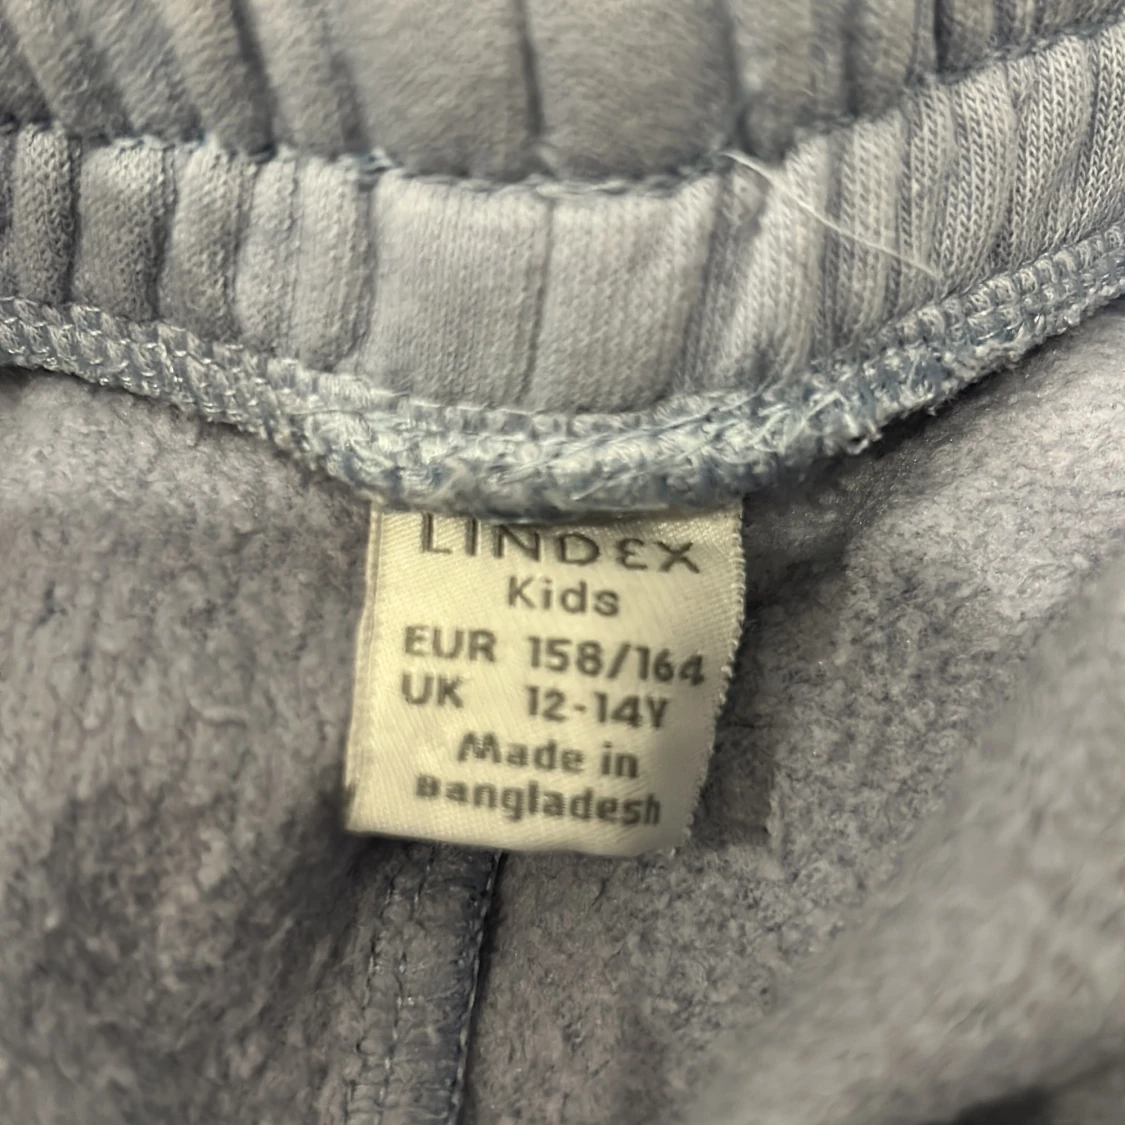 LINDEX
Kids
EUR 158/164
UK 12-14Y
Made in
Bangladesh